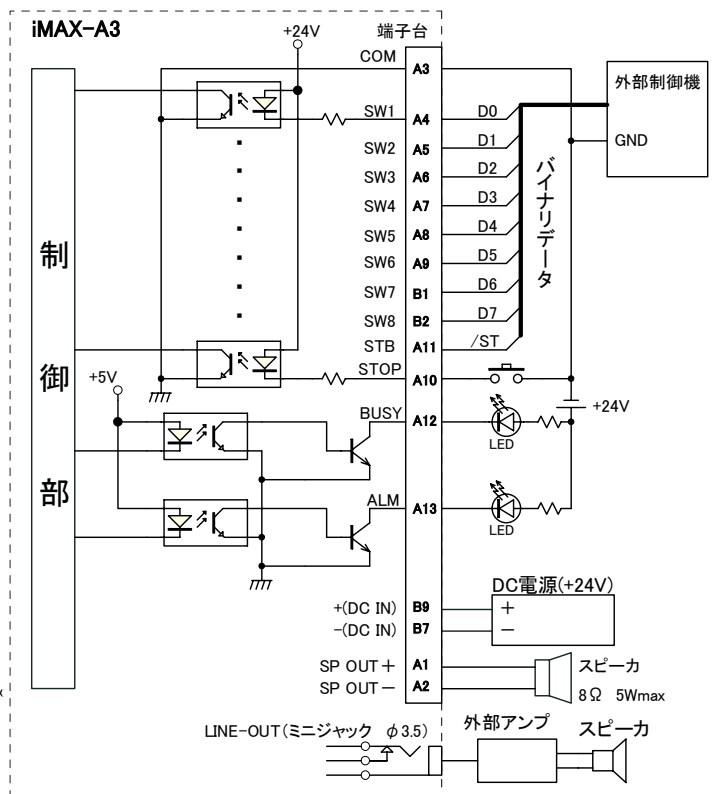 iMAX-A3
端子台
+24V
COM A3
外部制御機
GND
SW1 A4 D0
SW2 A5 D1
SW3 A6 D2
SW4 A7 D3
SW5 A8 D4
SW6 A9 D5
SW7 B1 D6
SW8 B2 D7
STB A11 /ST
バイナリデータ
STOP A10
制御部
+5V
+24V
BUSY A12
LED
ALM A13
LED
DC電源(+24V)
+(DC IN) B9 +
-(DC IN) B7 -
SP OUT+ A1
SP OUT- A2
スピーカ
8Ω 5Wmax
LINE-OUT(ミニジャック φ3.5)
外部アンプ
スピーカ